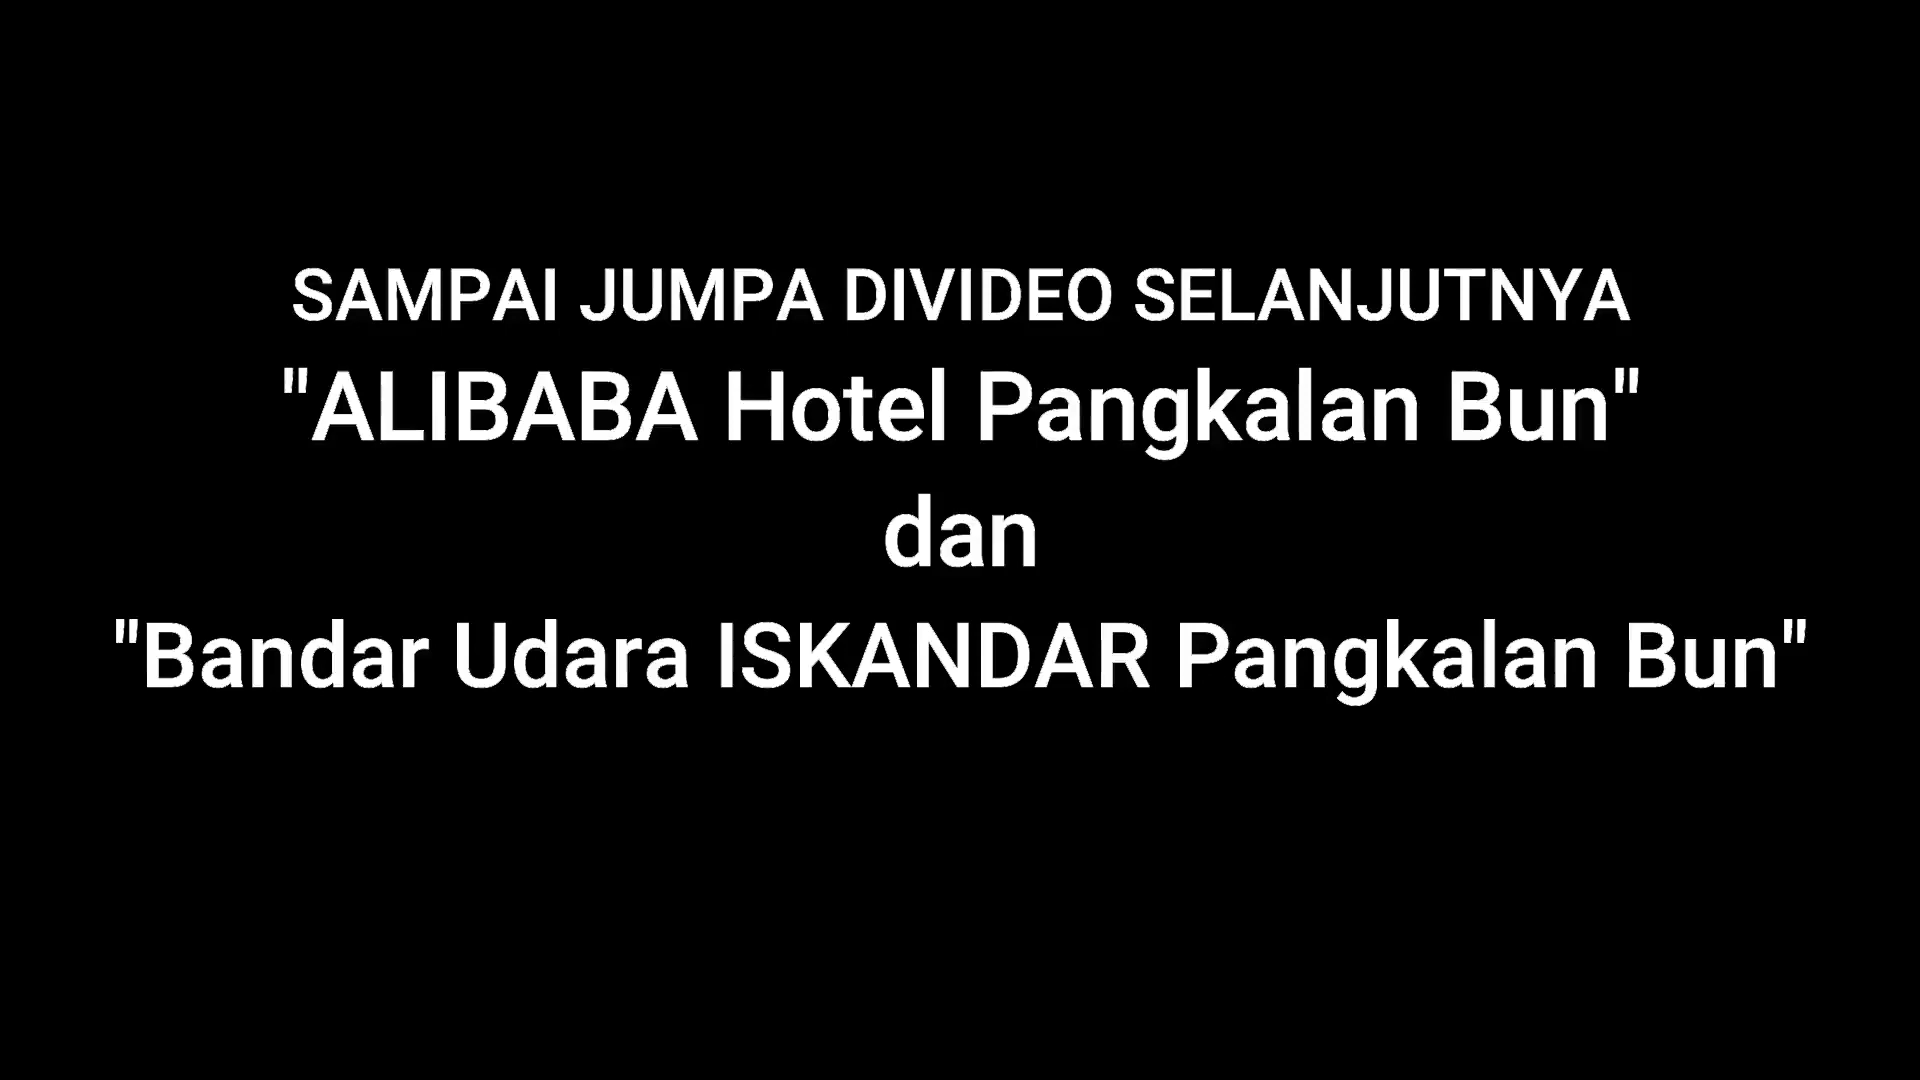 SAMPAI JUMPA DIVIDEO SELANJUTNYA
"ALIBABA Hotel Pangkalan Bun"
dan
"Bandar Udara ISKANDAR Pangkalan Bun"